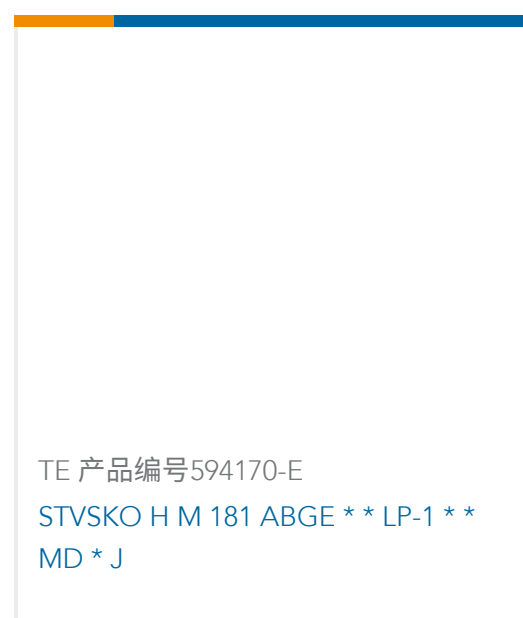 TE 产品编号594170-E
STVSKO H M 181 ABGE * * LP-1 * *
MD * J